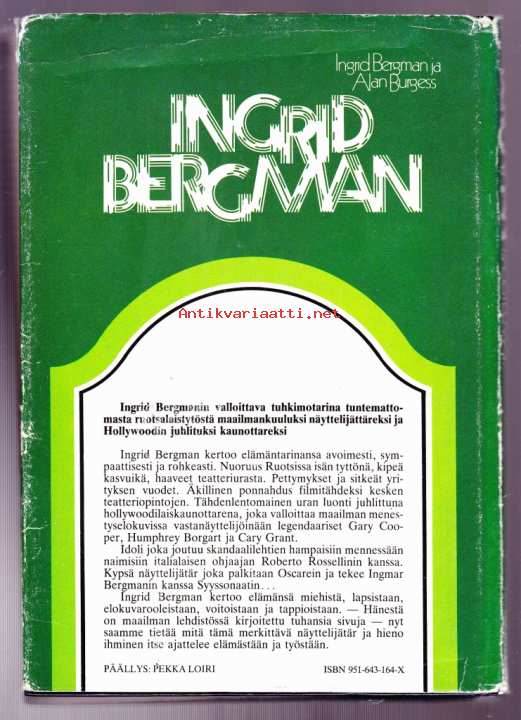 Ingrid Bergman ja
Alan Burgess
INGRID
BERGMAN
Antikvariaatti.net
Ingrid Bergmanin valloittava tuhkimotarina tuntematto-
masta ruotsalaistytöstä maailmankuuluksi näyttelijättäreksi ja
Hollywoodin juhlituksi kaunottareksi
Ingrid Bergman kertoo elämäntarinansa avoimesti, sym-
paattisesti ja rohkeasti. Nuoruus Ruotsissa isän tyttönä, kipeä
kasvuikä, haaveet teatteriurasta. Pettymykset ja sitkeät yri-
tyksen vuodet. Äkillinen ponnahdus filmitähdeksi kesken
teatteriopintojen. Tähdenlentomainen uran luonti juhlittuna
hollywoodilaiskaunottarena, joka valloittaa maailman menes-
tyselokuvissa vastanäyttelijöinään legendaariset Gary Coo-
per, Humphrey Borgart ja Cary Grant.
Idoli joka joutuu skandaalilehtien hampaisiin mennessään
naimisiin italialaisen ohjaajan Roberto Rossellinin kanssa.
Kypsä näyttelijätär joka palkitaan Oscarein ja tekee Ingmar
Bergmanin kanssa Syyssonaatin...
Ingrid Bergman kertoo elämänsä miehistä, lapsistaan,
elokuvarooleistaan, voitoistaan ja tappioistaan. — Hänestä
on maailman lehdistössä kirjoitettu tuhansia sivuja — nyt
saamme tietää mitä tämä merkittävä näyttelijätär ja hieno
ihminen itse ajattelee elämästään ja työstään.
PÄÄLLYS: PEKKA LOIRI
ISBN 951-643-164-X